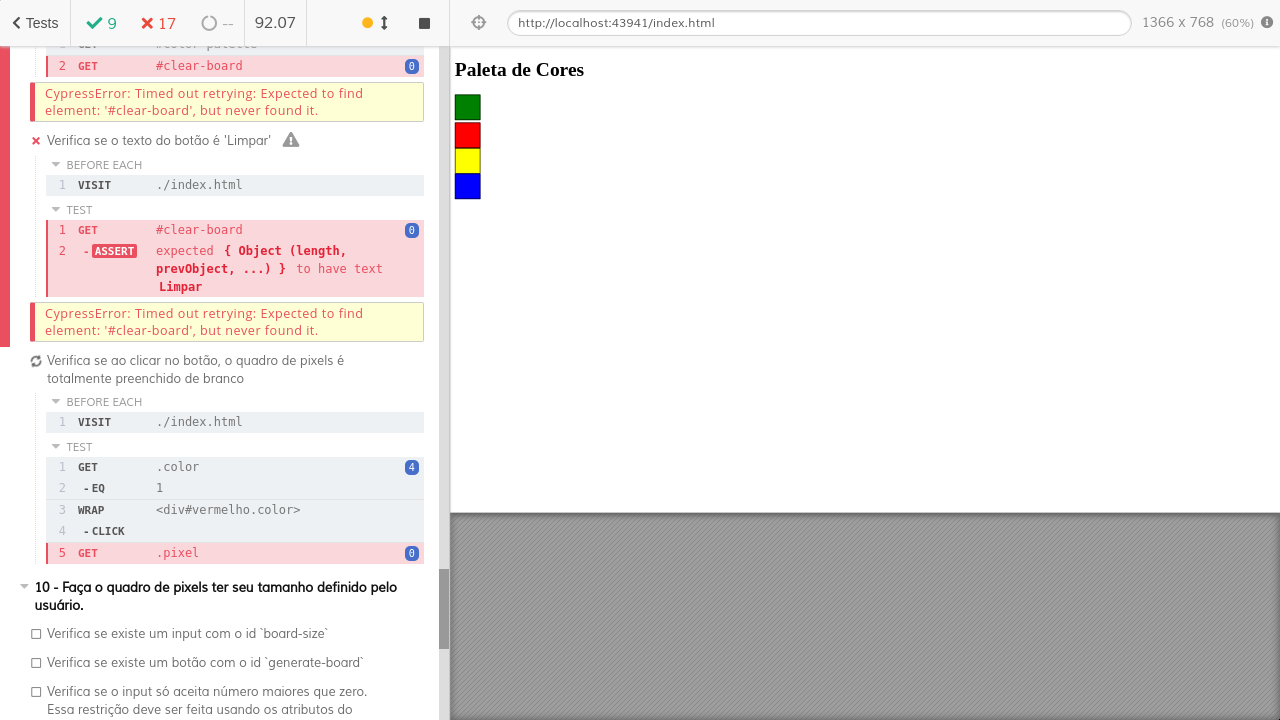 Tests 9 17 -- 92.07 http://localhost:43941/index.html 1366 x 768 (60%)
1 GET #color-palette
2 GET #clear-board 0
CypressError: Timed out retrying: Expected to find
element: '#clear-board', but never found it.
Verifica se o texto do botão é 'Limpar'
BEFORE EACH
1 VISIT ./index.html
TEST
1 GET #clear-board 0
2 - ASSERT expected { Object (length,
prevObject, ...) } to have text
Limpar
CypressError: Timed out retrying: Expected to find
element: '#clear-board', but never found it.
Verifica se ao clicar no botão, o quadro de pixels é
totalmente preenchido de branco
BEFORE EACH
1 VISIT ./index.html
TEST
1 GET .color 4
2 - EQ 1
3 WRAP <div#vermelho.color>
4 - CLICK
5 GET .pixel 0
10 - Faça o quadro de pixels ter seu tamanho definido pelo
usuário.
Verifica se existe um input com o id `board-size`
Verifica se existe um botão com o id `generate-board`
Verifica se o input só aceita número maiores que zero.
Essa restrição deve ser feita usando os atributos do
Paleta de Cores